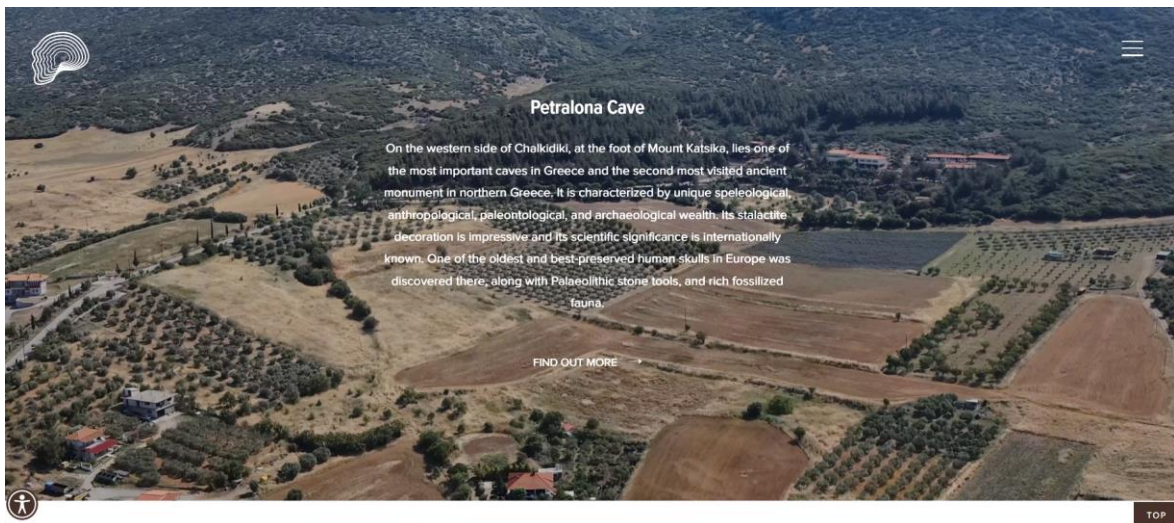 Petralona Cave
On the western side of Chalkidiki, at the foot of Mount Katsika, lies one of
the most important caves in Greece and the second most visited ancient
monument in northern Greece. It is characterized by unique speleological,
anthropological, paleontological, and archaeological wealth. Its stalactite
decoration is impressive and its scientific significance is internationally
known. One of the oldest and best-preserved human skulls in Europe was
discovered there, along with Palaeolithic stone tools, and rich fossilized
fauna.
FIND OUT MORE
TOP